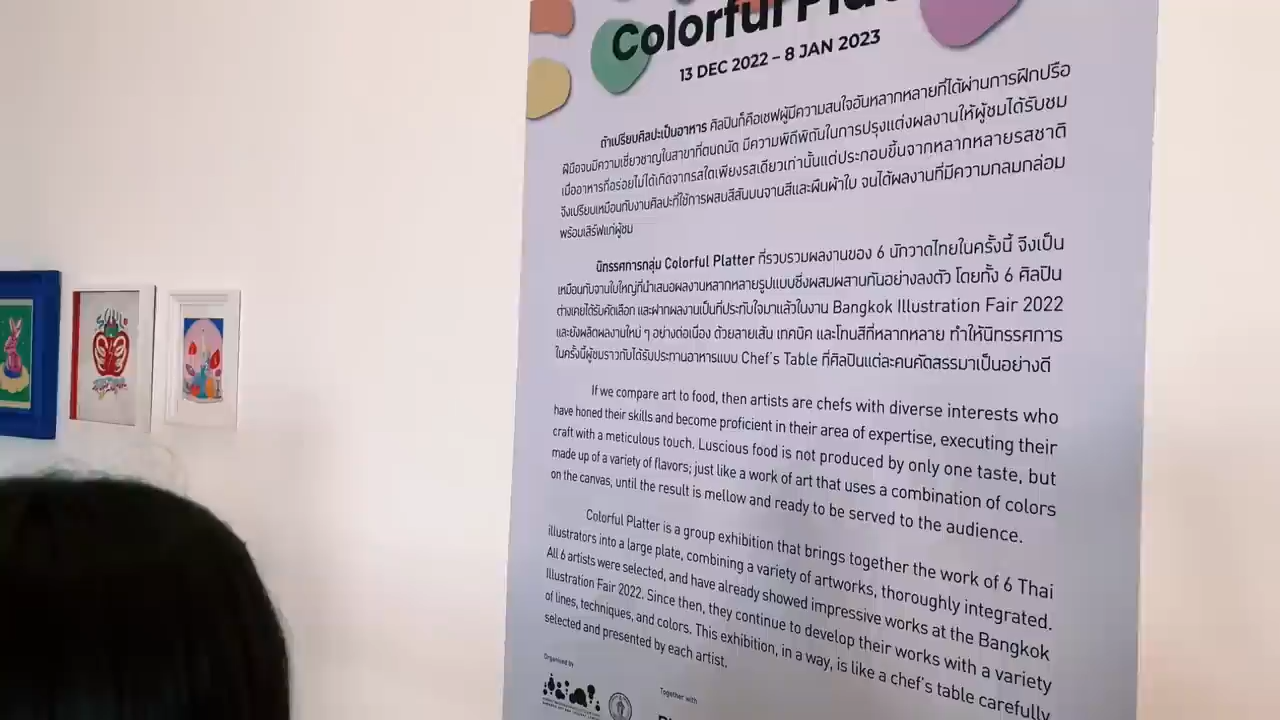 Colorful
13 DEC 2022 – 8 JAN 2023
ถ้าเปรียบศิลปะเป็นอาหาร ศิลปินก็คือเชฟผู้มีความสนใจอันหลากหลายที่ได้ผ่านการฝึกปรือ
ฝีมือจนมีความเชี่ยวชาญในสาขาที่ตนถนัด มีความพิถีพิถันในการปรุงแต่งผลงานให้ผู้ชมได้รับชม
เมื่ออาหารที่อร่อยไม่ได้เกิดจากรสใดเพียงรสเดียวเท่านั้นแต่ประกอบขึ้นจากหลากหลายรสชาติ
จึงเปรียบเหมือนกับงานศิลปะที่ใช้การผสมสีสันบนจานสีและผืนผ้าใบ จนได้ผลงานที่มีความกลมกล่อม
พร้อมเสิร์ฟแก่ผู้ชม
นิทรรศการกลุ่ม Colorful Platter ที่รวบรวมผลงานของ 6 นักวาดไทยในครั้งนี้ จึงเป็น
เหมือนกับจานใบใหญ่ที่นำเสนอผลงานหลากหลายรูปแบบซึ่งผสมผสานกันอย่างลงตัว โดยทั้ง 6 ศิลปิน
ต่างเคยได้รับคัดเลือก และฝากผลงานเป็นที่ประทับใจมาแล้วในงาน Bangkok Illustration Fair 2022
และยังผลิตผลงานใหม่ ๆ อย่างต่อเนื่อง ด้วยลายเส้น เทคนิค และโทนสีที่หลากหลาย ทำให้นิทรรศการ
ในครั้งนี้ผู้ชมราวกับได้รับประทานอาหารแบบ Chef's Table ที่ศิลปินแต่ละคนคัดสรรมาเป็นอย่างดี
If we compare art to food, then artists are chefs with diverse interests who
have honed their skills and become proficient in their area of expertise, executing their
craft with a meticulous touch. Luscious food is not produced by only one taste, but
made up of a variety of flavors; just like a work of art that uses a combination of colors
on the canvas, until the result is mellow and ready to be served to the audience.
Colorful Platter is a group exhibition that brings together the work of 6 Thai
illustrators into a large plate, combining a variety of artworks, thoroughly integrated.
All 6 artists were selected, and have already showed impressive works at the Bangkok
Illustration Fair 2022. Since then, they continue to develop their works with a variety
of lines, techniques, and colors. This exhibition, in a way, is like a chef's table carefully
selected and presented by each artist.
Organised by
Together with